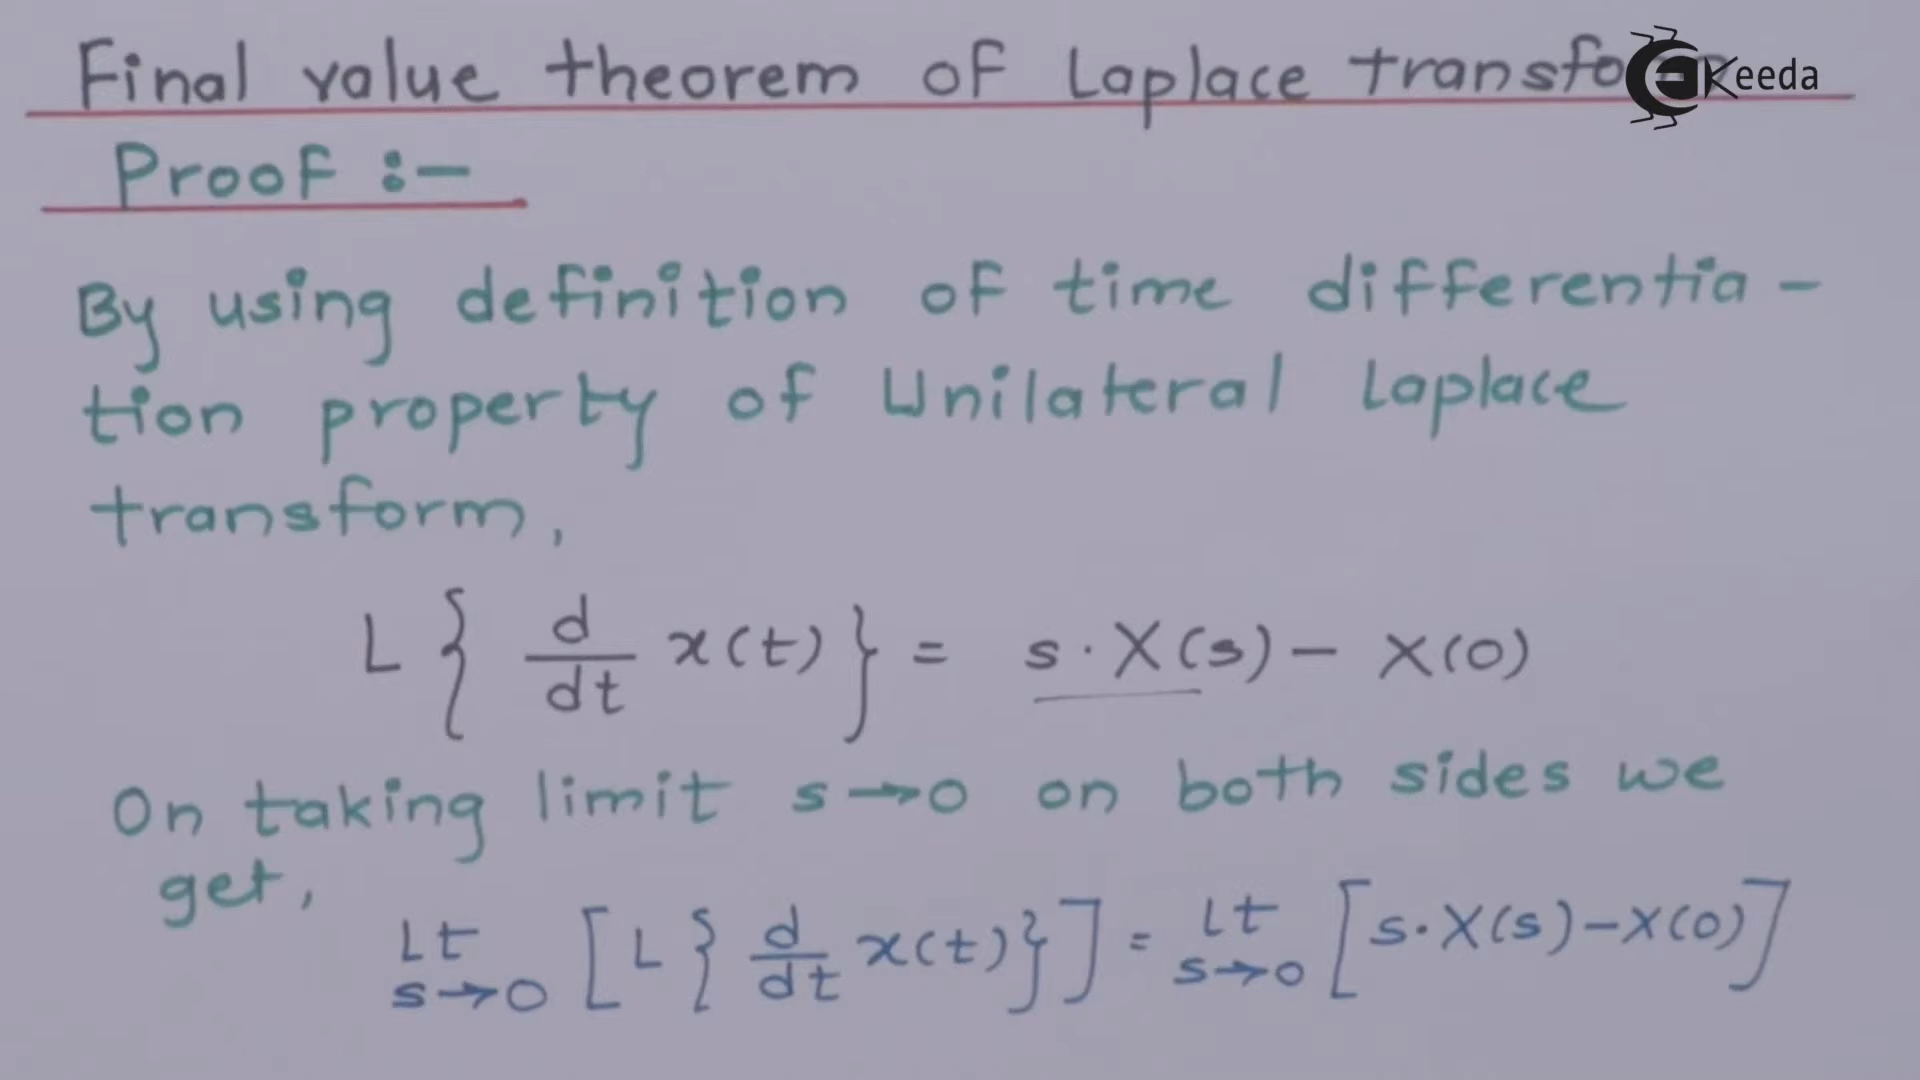 Final value theorem of Laplace transform
Keeda
Proof :-
By using definition of time differentia-
tion property of Unilateral Laplace
transform,
L { d/dt x(t) } = s · X(s) - X(0)
On taking limit s→0 on both sides we
get,
Lt s→0 [ L { d/dt x(t) } ] = Lt s→0 [ s · X(s) - X(0) ]